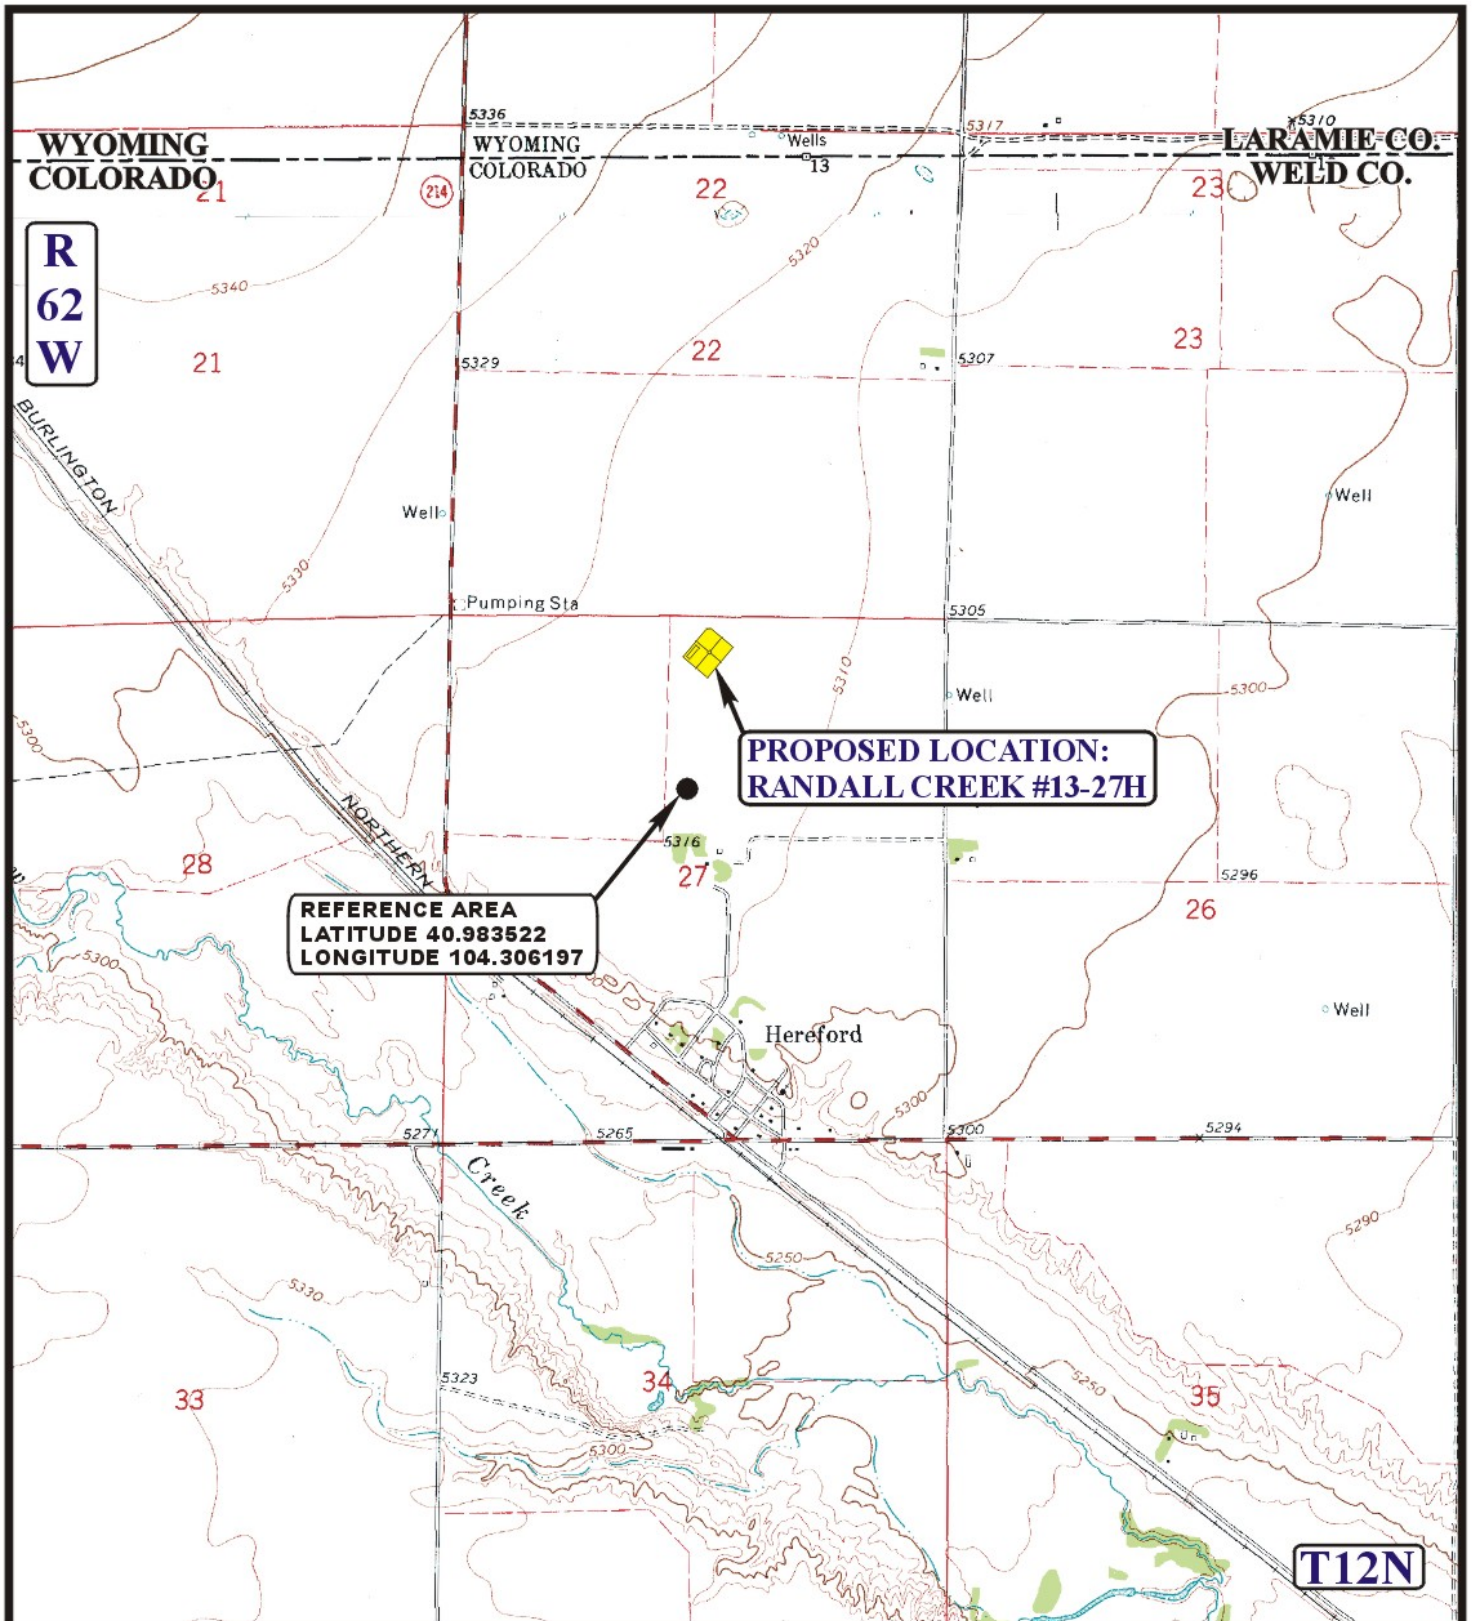 5336
5317
5310
WYOMING
COLORADO
WYOMING
COLORADO
Wells
13
LARAMIE CO.
WELD CO.
21
214
22
23
R
62
W
5340
5320
21
5329
22
5307
23
BURLINGTON
Well
Well
5330
Pumping Sta
5305
5310
Well
5300
5300
PROPOSED LOCATION:
RANDALL CREEK #13-27H
NORTHERN
28
5316
27
5296
26
REFERENCE AREA
LATITUDE 40.983522
LONGITUDE 104.306197
5300
Well
Hereford
5300
5271
5265
5300
5294
Creek
5290
5250
5330
33
5323
34
5250
35
5300
T12N